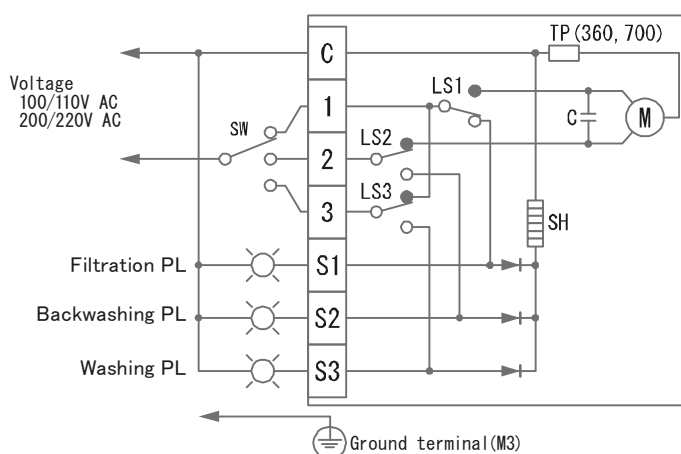 TP(360, 700)
C
Voltage
100/110V AC
200/220V AC
LS1
1
C
M
SW
LS2
2
LS3
3
SH
Filtration PL
S1
Backwashing PL
S2
Washing PL
S3
Ground terminal(M3)